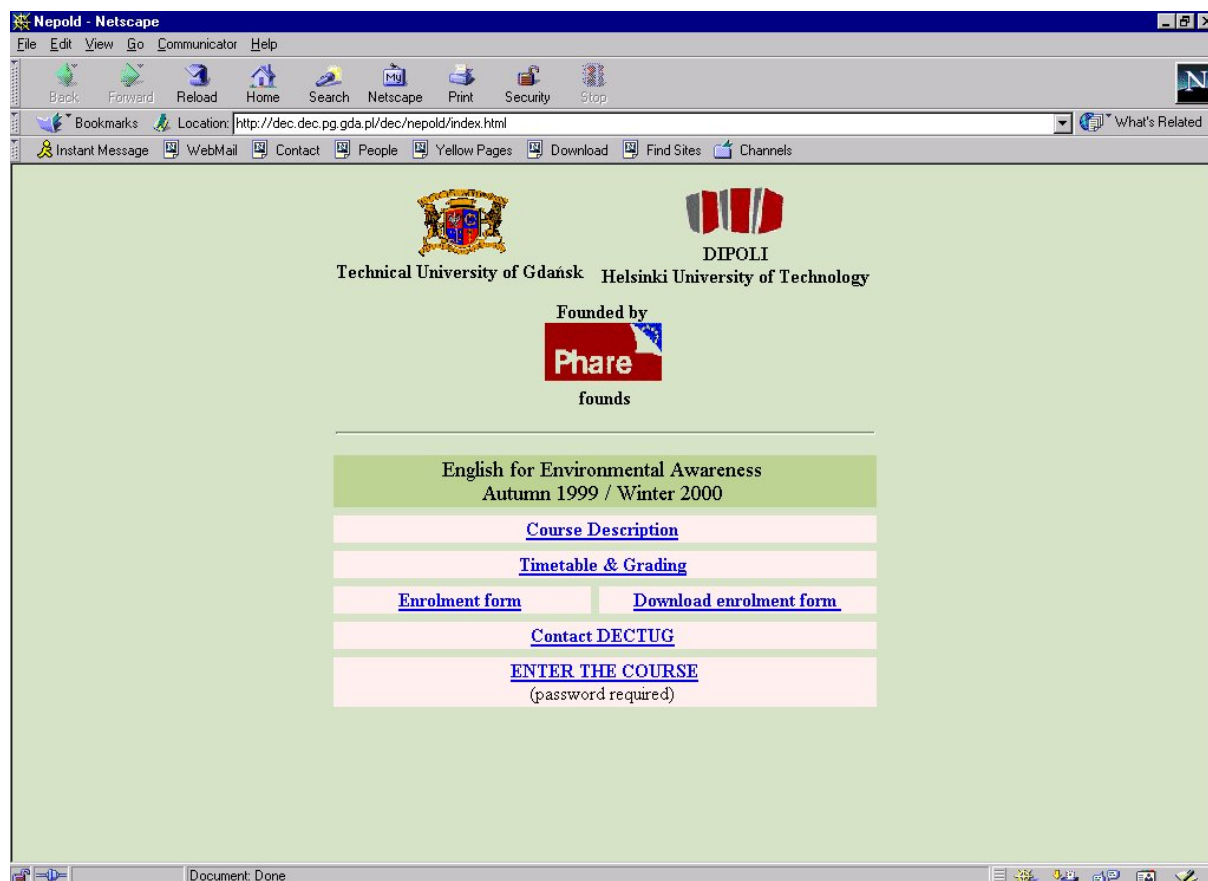 Nepold - Netscape
File Edit View Go Communicator Help
Back Forward Reload Home Search Netscape Print Security Stop
My
N
Bookmarks Location: http://dec.dec.pg.gda.pl/dec/nepold/index.html What's Related
Instant Message WebMail Contact People Yellow Pages Download Find Sites Channels
Technical University of Gdańsk
DIPOLI
Helsinki University of Technology
Founded by
Phare
founds
English for Environmental Awareness
Autumn 1999 / Winter 2000
Course Description
Timetable & Grading
Enrolment form Download enrolment form
Contact DECTUG
ENTER THE COURSE
(password required)
Document: Done